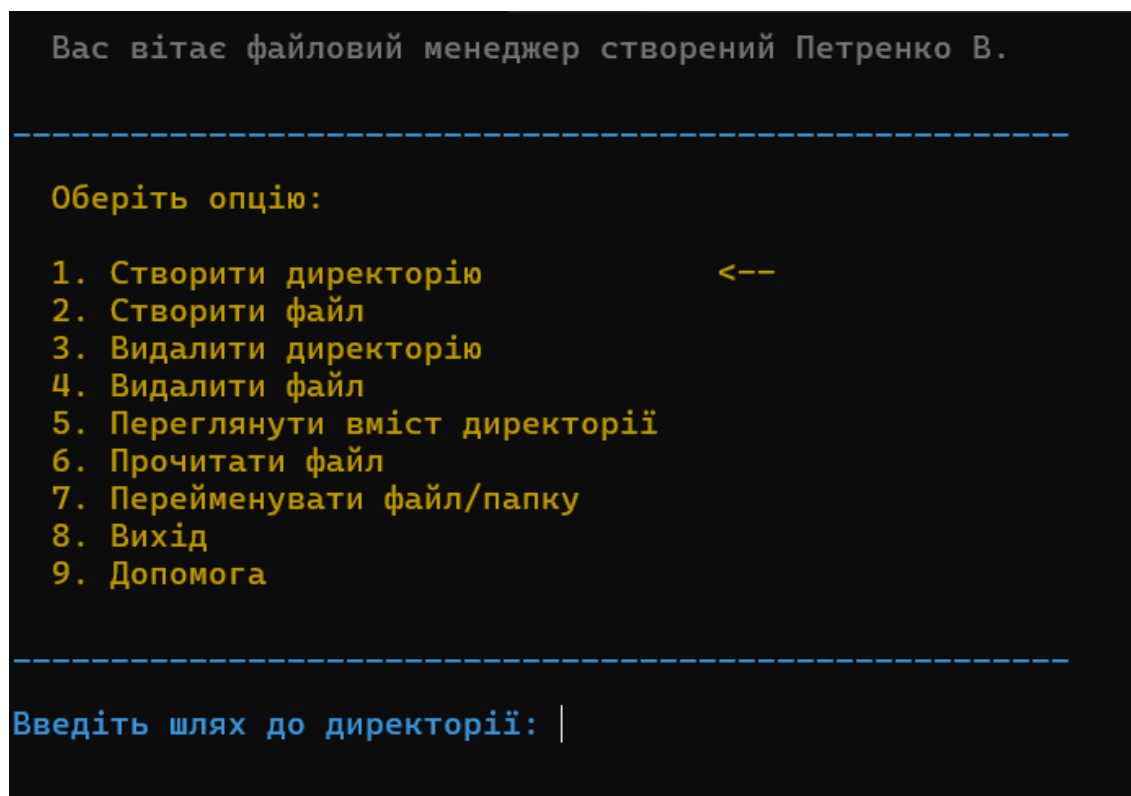 Вас вітає файловий менеджер створений Петренко В.
Оберіть опцію:
1. Створити директорію <--
2. Створити файл
3. Видалити директорію
4. Видалити файл
5. Переглянути вміст директорії
6. Прочитати файл
7. Перейменувати файл/папку
8. Вихід
9. Допомога
Введіть шлях до директорії: